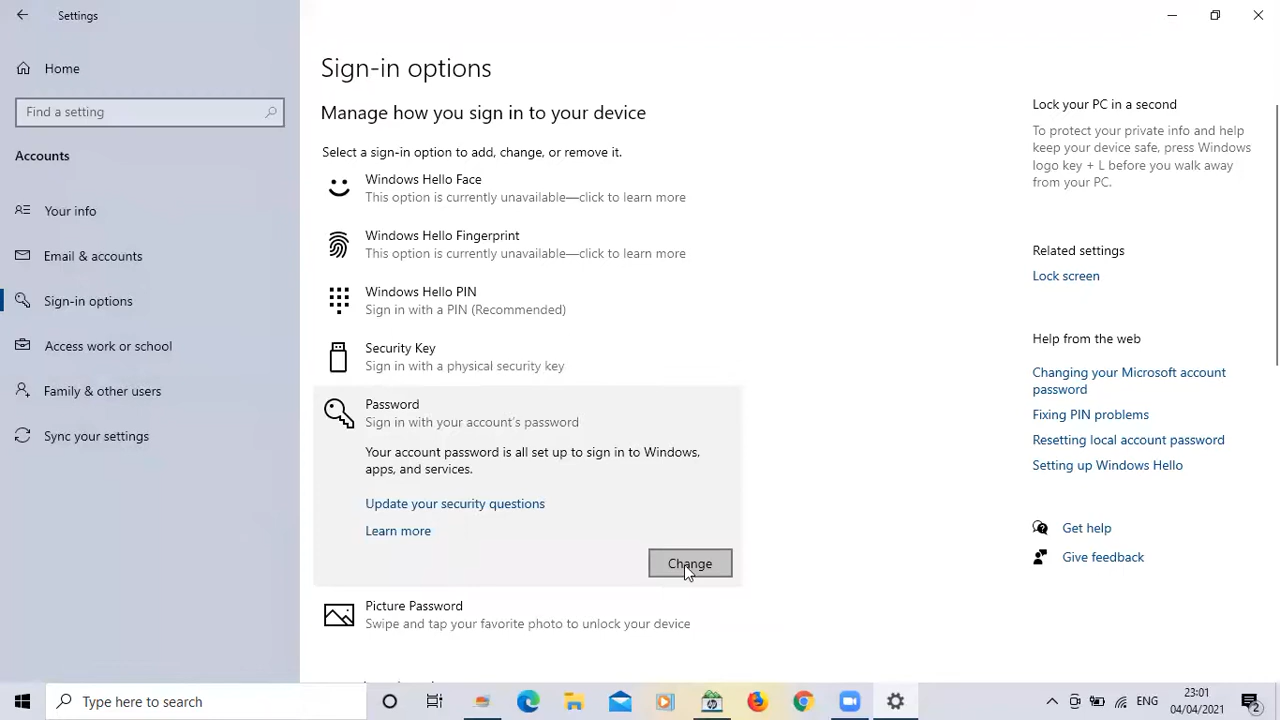 Settings
Home
Find a setting
Accounts
Your info
Email & accounts
Sign-in options
Access work or school
Family & other users
Sync your settings
Sign-in options
Manage how you sign in to your device
Select a sign-in option to add, change, or remove it.
Windows Hello Face
This option is currently unavailable—click to learn more
Windows Hello Fingerprint
This option is currently unavailable—click to learn more
Windows Hello PIN
Sign in with a PIN (Recommended)
Security Key
Sign in with a physical security key
Password
Sign in with your account's password
Your account password is all set up to sign in to Windows,
apps, and services.
Update your security questions
Learn more
Change
Picture Password
Swipe and tap your favorite photo to unlock your device
Lock your PC in a second
To protect your private info and help
keep your device safe, press Windows
logo key + L before you walk away
from your PC.
Related settings
Lock screen
Help from the web
Changing your Microsoft account
password
Fixing PIN problems
Resetting local account password
Setting up Windows Hello
Get help
Give feedback
Type here to search
ENG
23:01
04/04/2021
2